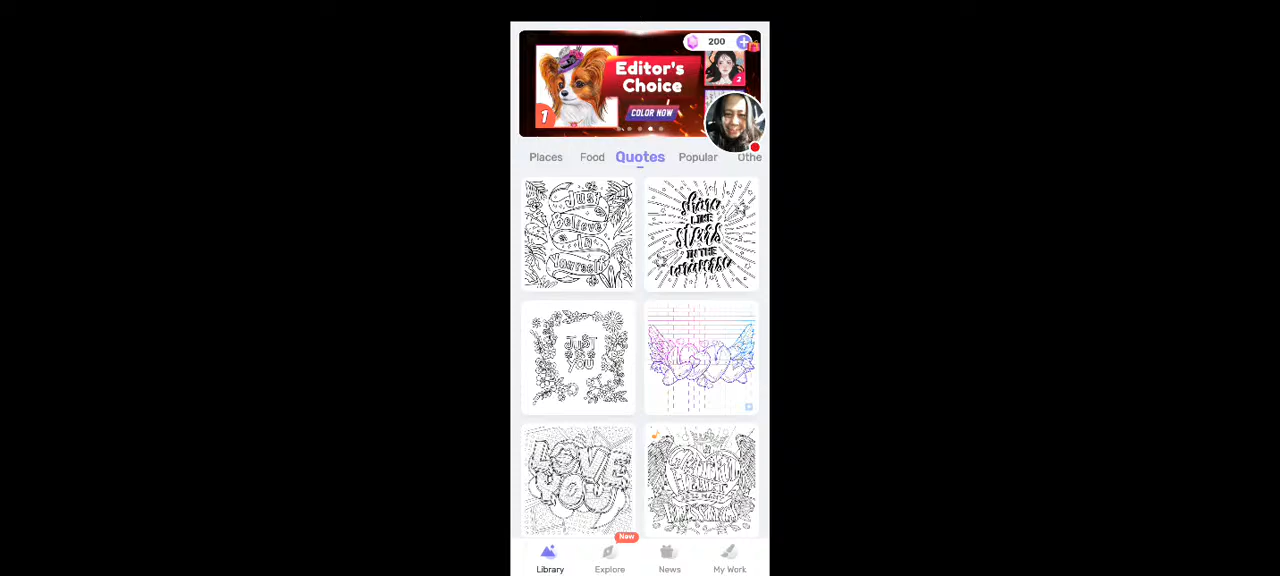 200
Editor's
Choice
COLOR NOW
1
2
Places Food Quotes Popular Othe
Just
Believe
In
Yourself
shine
LIKE
stars
IN THE
universe
JUST
YOU
LOVE
LOVE
YOU
New
Library Explore News My Work